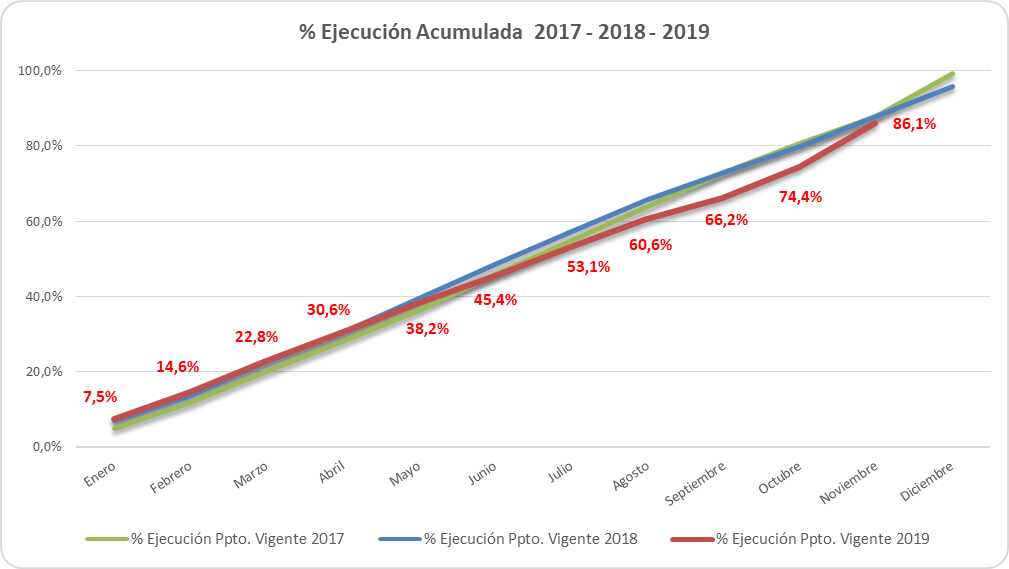 % Ejecución Acumulada  2017 - 2018 - 2019
100,0%
80,0%
60,0%
40,0%
20,0%
0,0%
7,5%
14,6%
22,8%
30,6%
38,2%
45,4%
53,1%
60,6%
66,2%
74,4%
86,1%
Enero
Febrero
Marzo
Abril
Mayo
Junio
Julio
Agosto
Septiembre
Octubre
Noviembre
Diciembre
% Ejecución Ppto. Vigente 2017
% Ejecución Ppto. Vigente 2018
% Ejecución Ppto. Vigente 2019